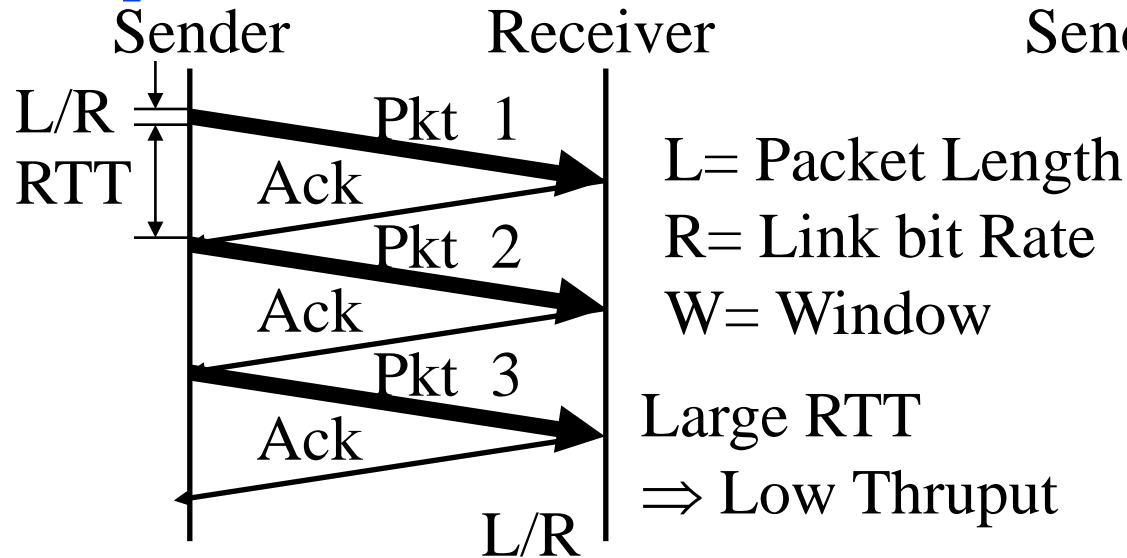 Sender Receiver
L/R
RTT
Pkt 1
Ack
Pkt 2
Ack
Pkt 3
Ack
L= Packet Length
R= Link bit Rate
W= Window
Large RTT
⇒ Low Thruput
L/R